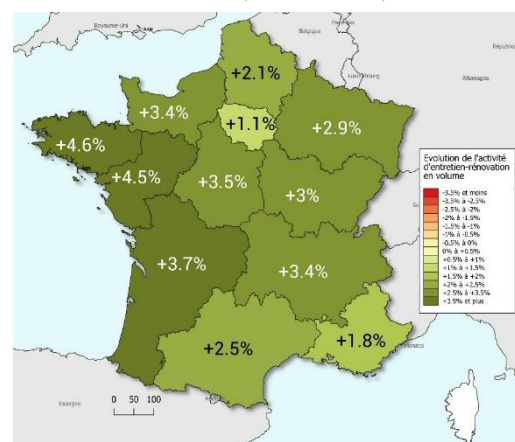 Royaume-Uni
Belgique
Luxembourg
Allemagne
+2.1%
+3.4%
+1.1%
+2.9%
+4.6%
+4.5%
+3.5%
+3%
+3.7%
+3.4%
+2.5%
+1.8%
Monaco
Espagne
0 50 100
Evolution de l'activité
d'entretien-rénovation
en volume
-3.5% et moins
-3.5% à -2.5%
-2.5% à -2%
-2% à -1.5%
-1.5% à -1%
-1% à -0.5%
-0.5% à 0%
0% à +0.5%
+0.5% à +1%
+1% à +1.5%
+1.5% à +2%
+2% à +2.5%
+2.5% à +3.5%
+3.5% et plus